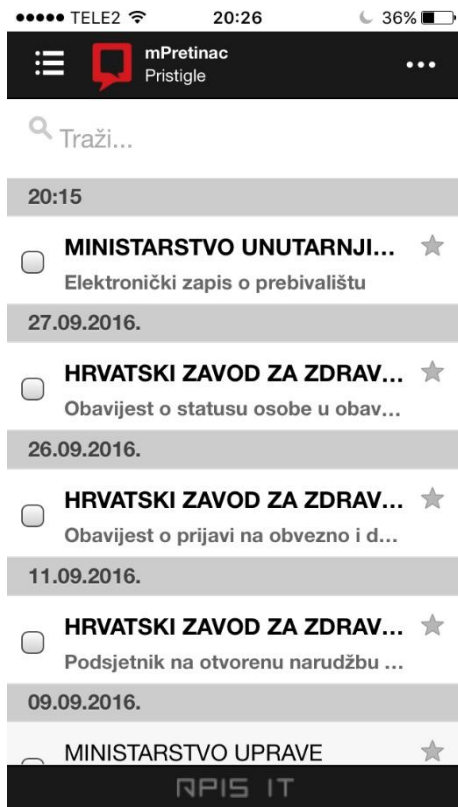 TELE2
20:26
36%
mPretinac
Pristigle
Traži...
20:15
MINISTARSTVO UNUTARNJI...
Elektronički zapis o prebivalištu
27.09.2016.
HRVATSKI ZAVOD ZA ZDRAV...
Obavijest o statusu osobe u obav...
26.09.2016.
HRVATSKI ZAVOD ZA ZDRAV...
Obavijest o prijavi na obvezno i d...
11.09.2016.
HRVATSKI ZAVOD ZA ZDRAV...
Podsjetnik na otvorenu narudžbu ...
09.09.2016.
MINISTARSTVO UPRAVE
APIS IT